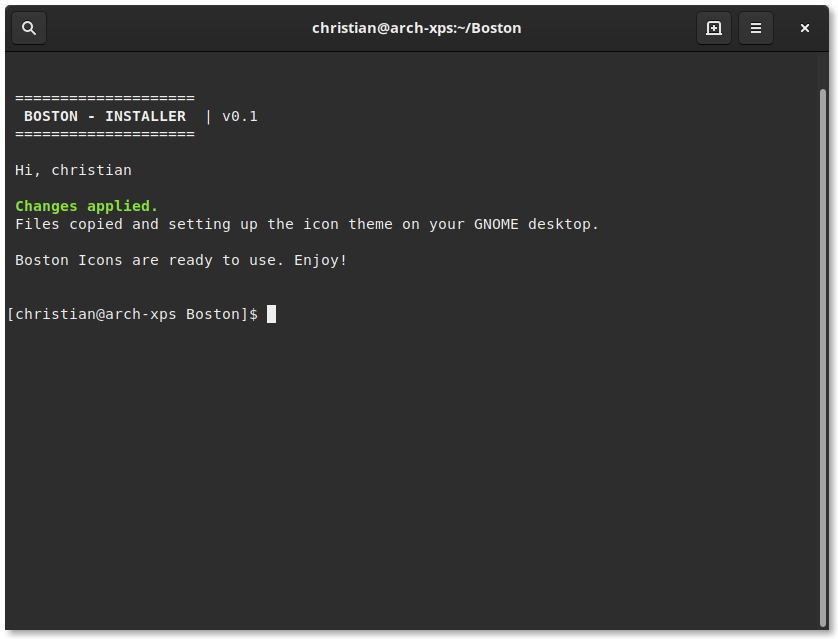 christian@arch-xps:~/Boston
====================
BOSTON - INSTALLER | v0.1
====================
Hi, christian
Changes applied.
Files copied and setting up the icon theme on your GNOME desktop.
Boston Icons are ready to use. Enjoy!
[christian@arch-xps Boston]$